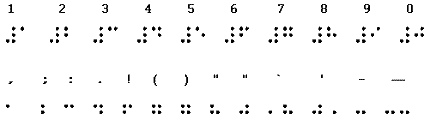 1 2 3 4 5 6 7 8 9 0
⠼⠁ ⠼⠃ ⠼⠉ ⠼⠙ ⠼⠑ ⠼⠋ ⠼⠛ ⠼⠓ ⠼⠊ ⠼⠚
, ; : . ! ( ) " " ` ' – —